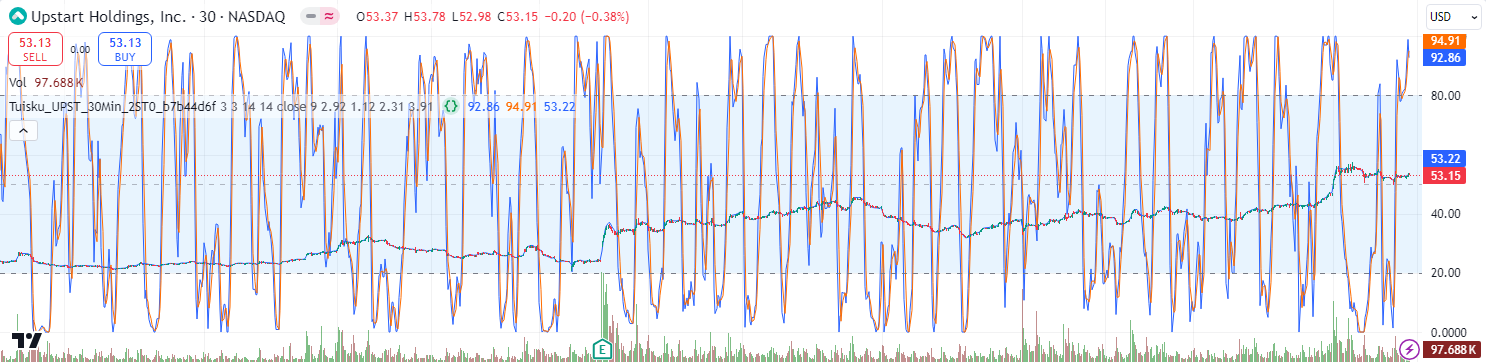 Upstart Holdings, Inc. · 30 · NASDAQ O53.37 H53.78 L52.98 C53.15 −0.20 (−0.38%)
USD
53.13 SELL
0.00
53.13 BUY
94.91
92.86
Vol 97.688K
80.00
Tuisku_UPST_30Min_2ST0_b7b44d6f 3 3 14 14 close 9 2.92 1.12 2.31 3.91 92.86 94.91 53.22
53.22
53.15
40.00
20.00
0.0000
E
97.688K